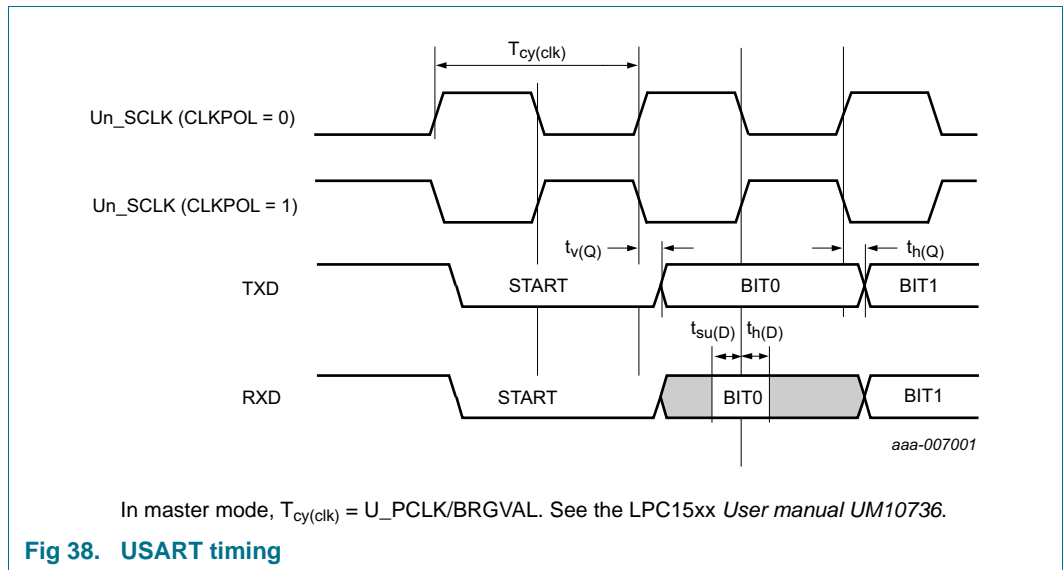 Tcy(clk)
Un_SCLK (CLKPOL = 0)
Un_SCLK (CLKPOL = 1)
tv(Q)
th(Q)
TXD
START
BIT0
BIT1
tsu(D)
th(D)
RXD
START
BIT0
BIT1
aaa-007001
In master mode, Tcy(clk) = U_PCLK/BRGVAL. See the LPC15xx User manual UM10736.
Fig 38. USART timing